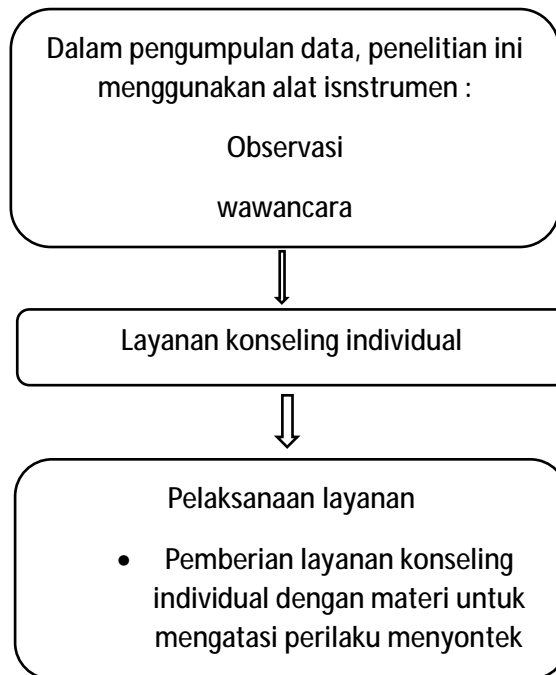 Dalam pengumpulan data, penelitian ini
menggunakan alat isnstrumen :
Observasi
wawancara
Layanan konseling individual
Pelaksanaan layanan
• Pemberian layanan konseling
individual dengan materi untuk
mengatasi perilaku menyontek